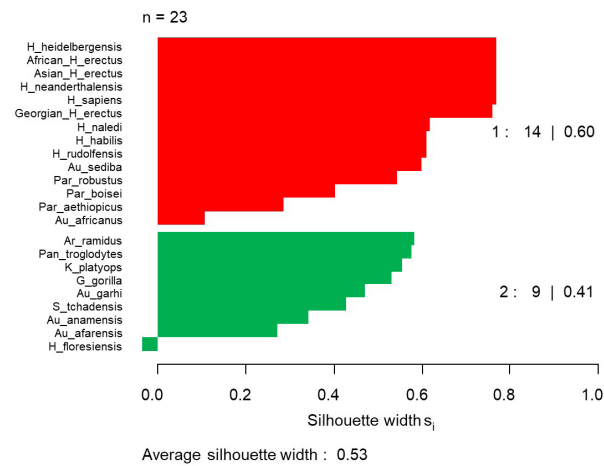 n = 23
H_heidelbergensis
African_H_erectus
Asian_H_erectus
H_neanderthalensis
H_sapiens
Georgian_H_erectus
H_naledi
H_habilis
H_rudolfensis
Au_sediba
Par_robustus
Par_boisei
Par_aethiopicus
Au_africanus
1 : 14 | 0.60
Ar_ramidus
Pan_troglodytes
K_platyops
G_gorilla
Au_garhi
S_tchadensis
Au_anamensis
Au_afarensis
H_floresiensis
2 : 9 | 0.41
0.0 0.2 0.4 0.6 0.8 1.0
Silhouette width si
Average silhouette width : 0.53